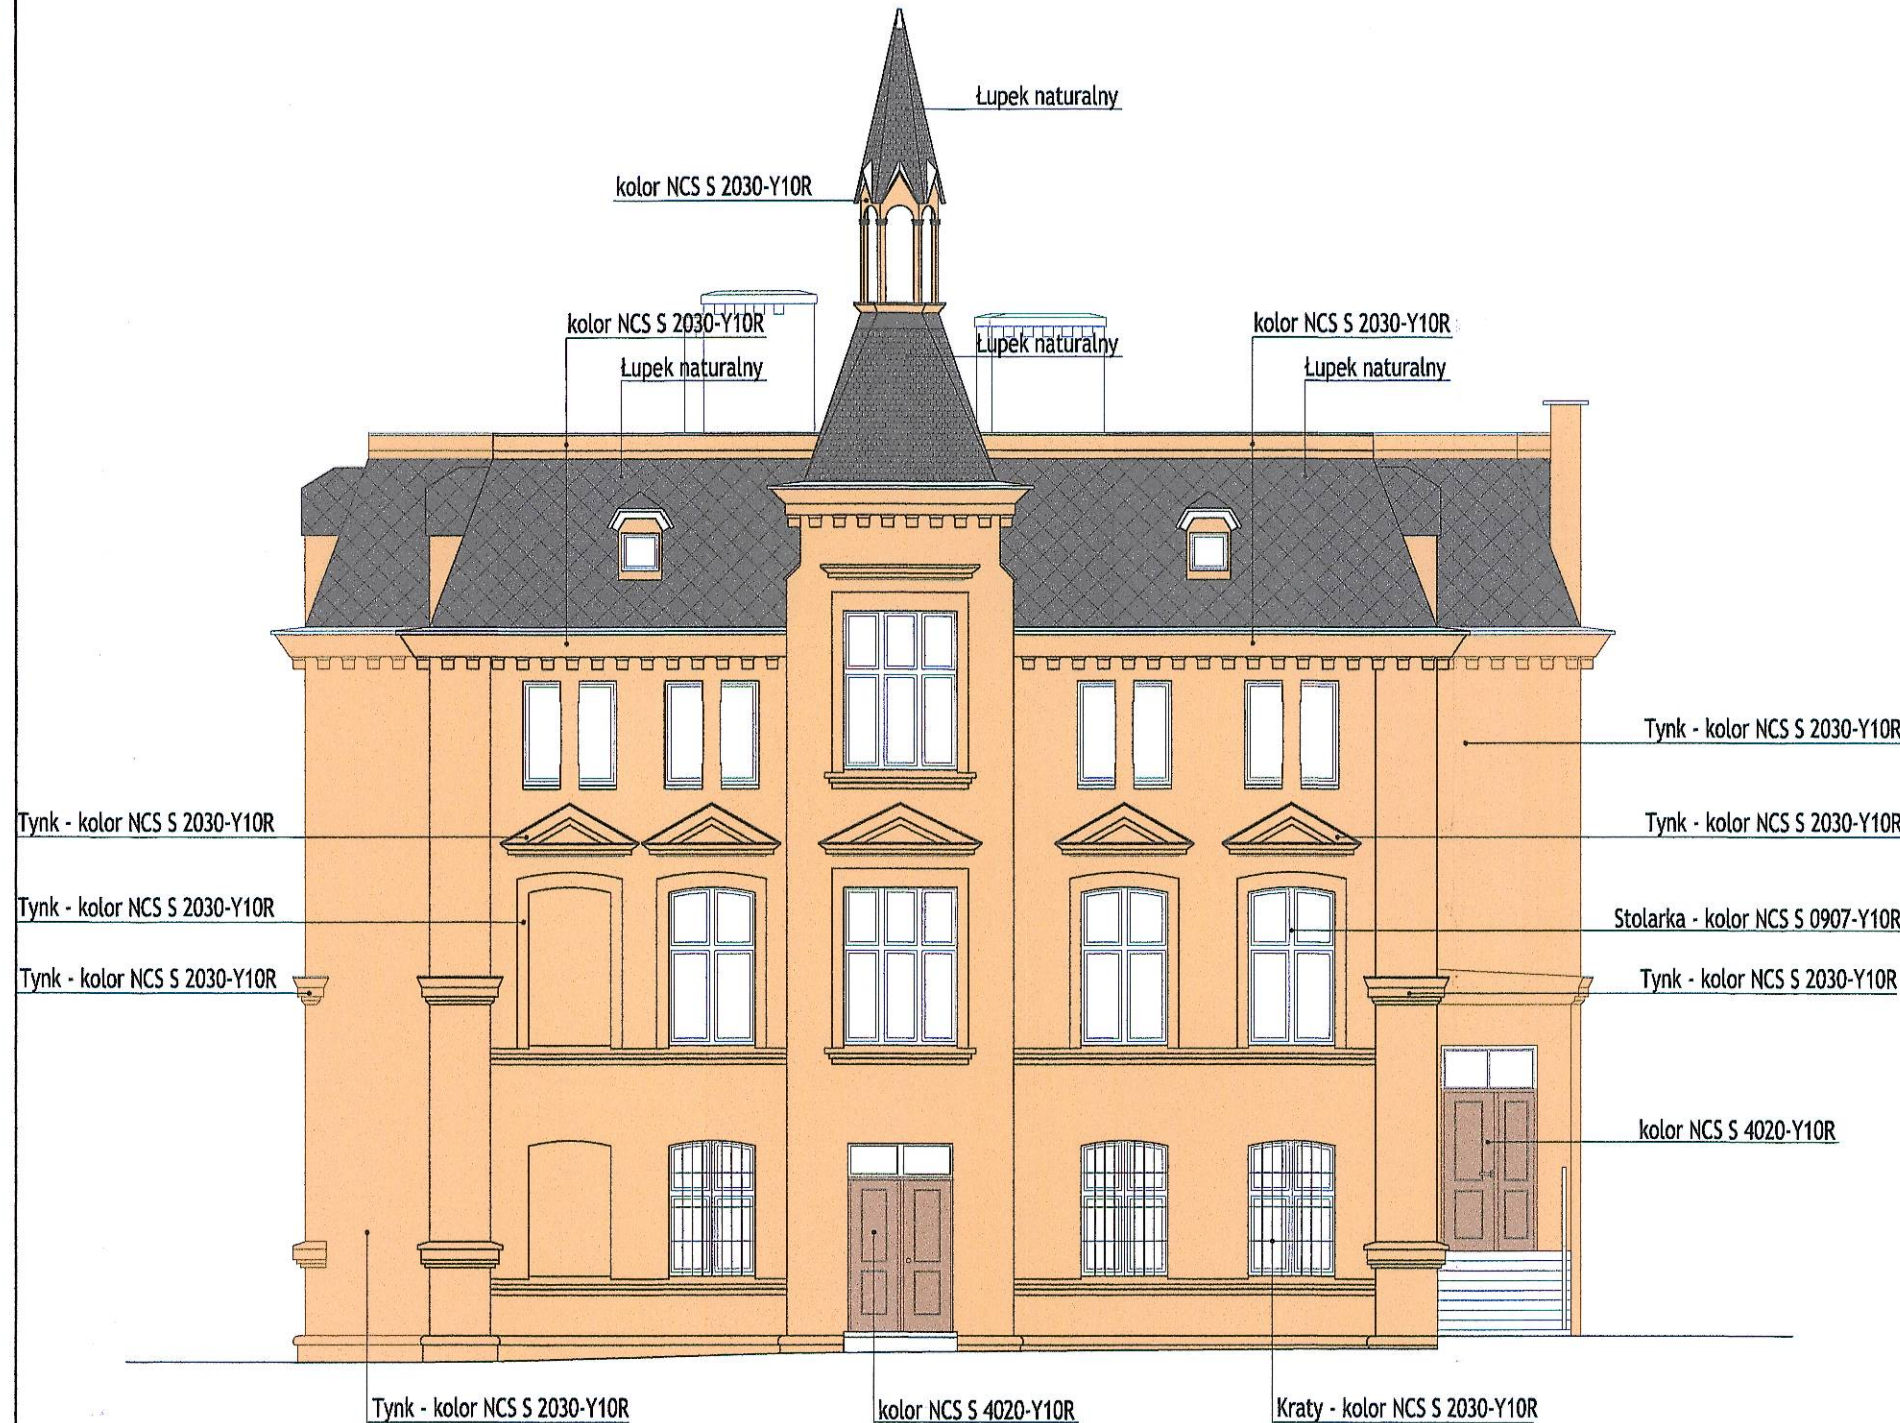 Łupek naturalny
kolor NCS S 2030-Y10R
kolor NCS S 2030-Y10R
kolor NCS S 2030-Y10R
Łupek naturalny
Łupek naturalny
Łupek naturalny
Tynk - kolor NCS S 2030-Y10R
Tynk - kolor NCS S 2030-Y10R
Tynk - kolor NCS S 2030-Y10R
Tynk - kolor NCS S 2030-Y10R
Stolarka - kolor NCS S 0907-Y10R
Tynk - kolor NCS S 2030-Y10R
Tynk - kolor NCS S 2030-Y10R
kolor NCS S 4020-Y10R
Tynk - kolor NCS S 2030-Y10R
kolor NCS S 4020-Y10R
Kraty - kolor NCS S 2030-Y10R